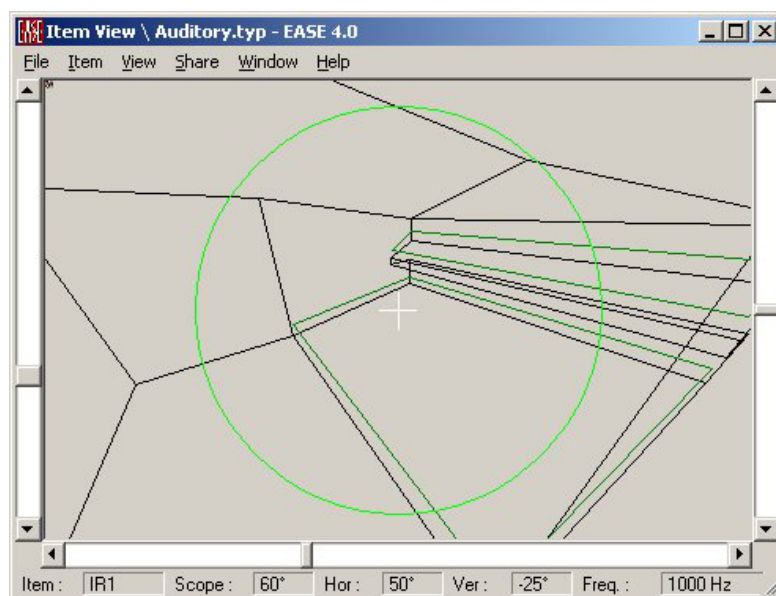 Item View \ Auditory.typ - EASE 4.0
File Item View Share Window Help
Item : IR1 Scope : 60° Hor : 50° Ver : -25° Freq. : 1000 Hz